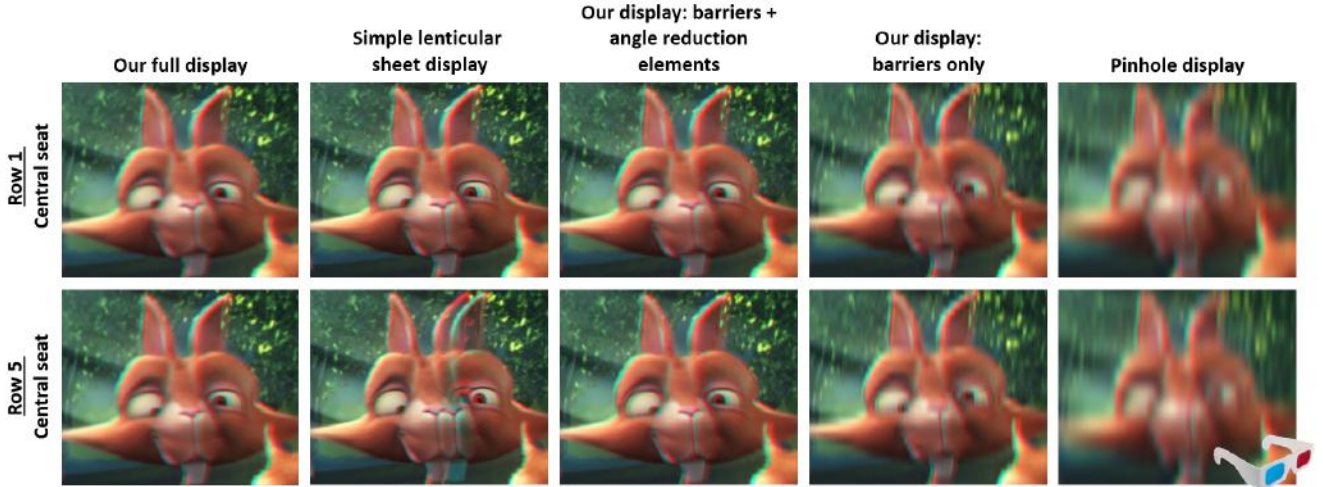 Our full display
Simple lenticular
sheet display
Our display: barriers +
angle reduction
elements
Our display:
barriers only
Pinhole display
Row 1
Central seat
Row 5
Central seat